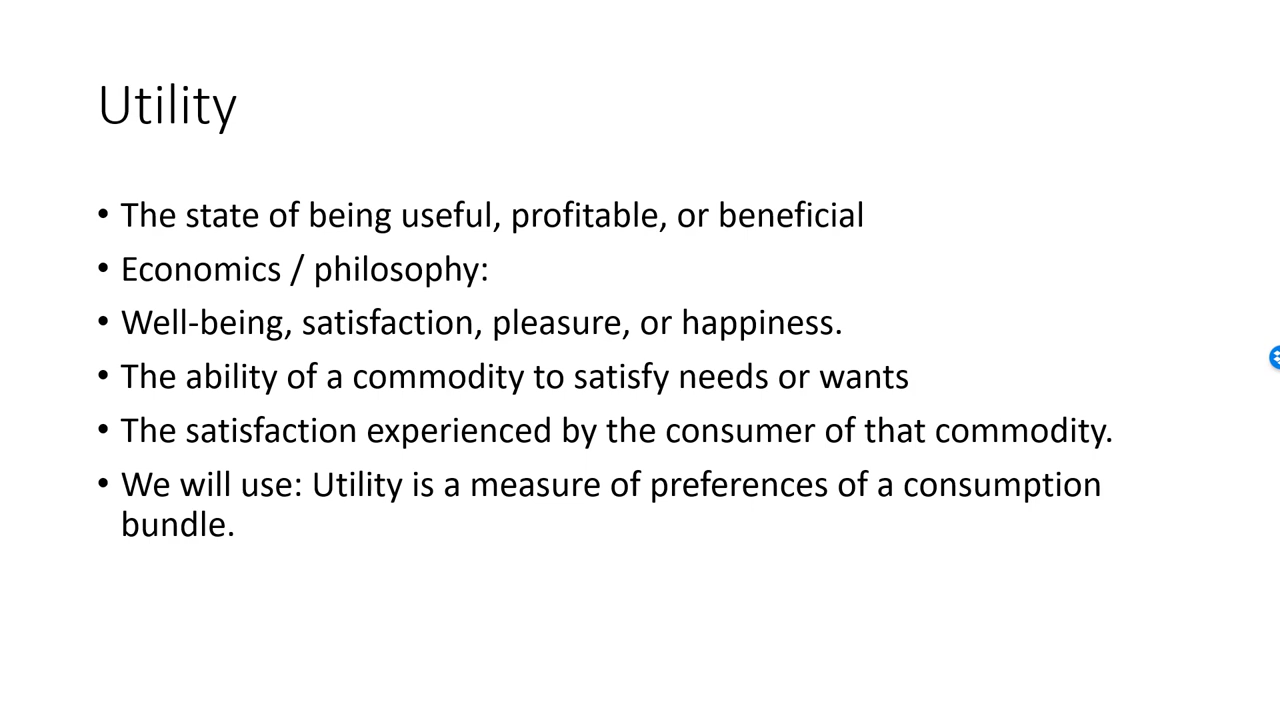 Utility
• The state of being useful, profitable, or beneficial
• Economics / philosophy:
• Well-being, satisfaction, pleasure, or happiness.
• The ability of a commodity to satisfy needs or wants
• The satisfaction experienced by the consumer of that commodity.
• We will use: Utility is a measure of preferences of a consumption
bundle.